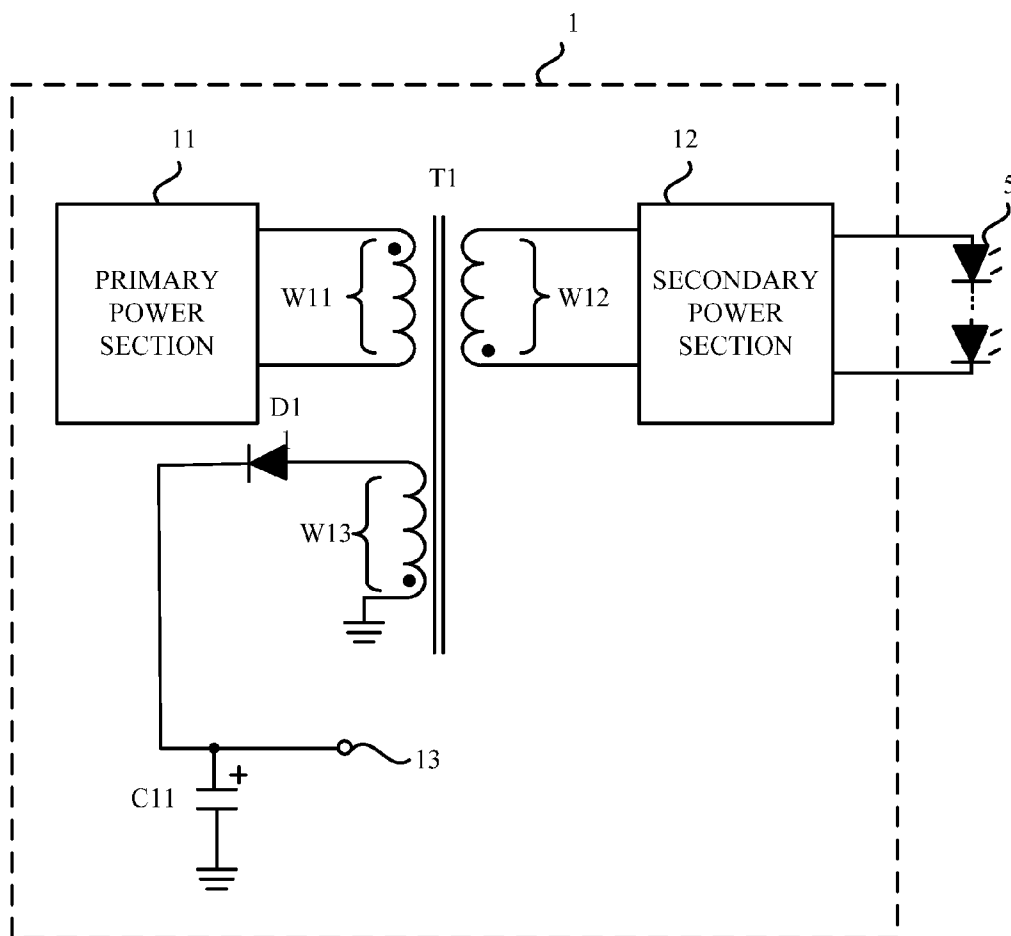 1
11
12
T1
5
PRIMARY
POWER
SECTION
W11
W12
SECONDARY
POWER
SECTION
D1
W13
13
+
C11